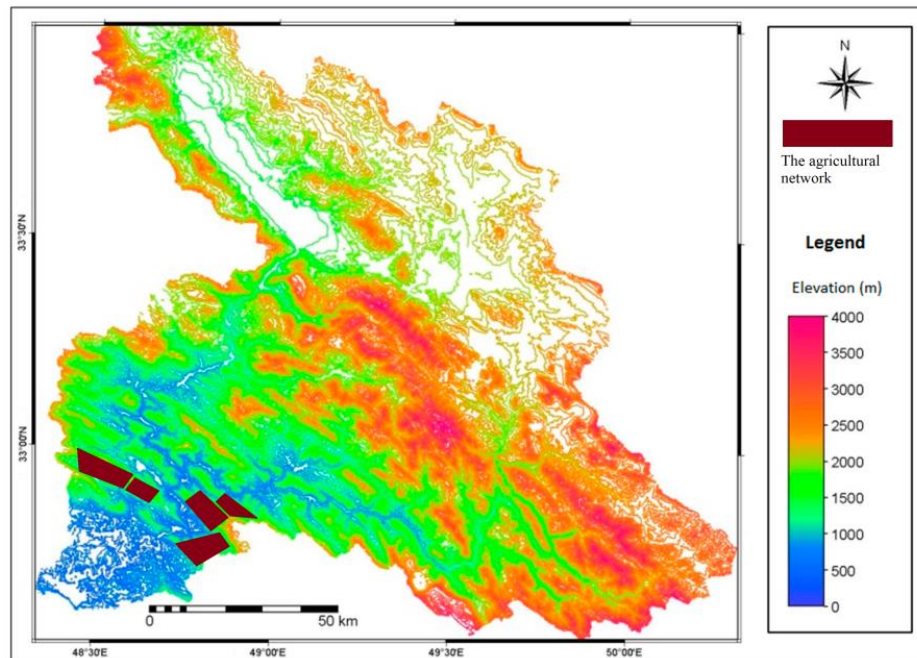 N
The agricultural
network
Legend
Elevation (m)
4000
3500
3000
2500
2000
1500
1000
500
0
33°30'N
33°00'N
0 50 km
48°30'E 49°00'E 49°30'E 50°00'E